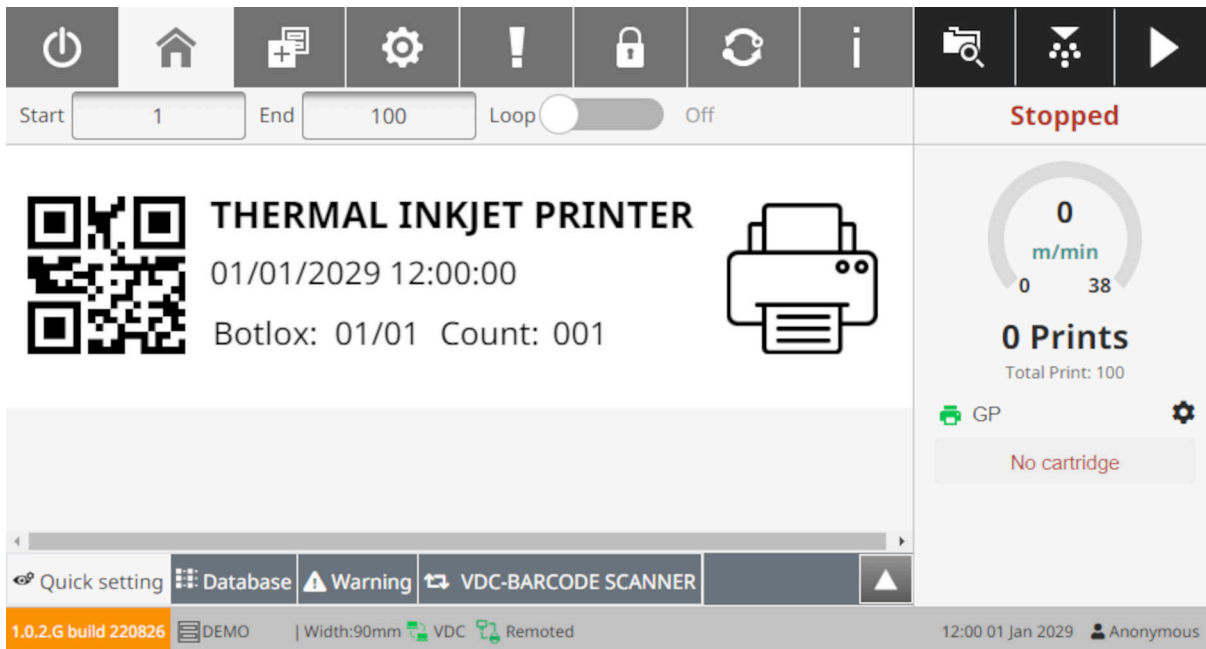 Start 1 End 100 Loop Off
Stopped
THERMAL INKJET PRINTER
01/01/2029 12:00:00
Botlox: 01/01 Count: 001
0
m/min
0 38
0 Prints
Total Print: 100
GP
No cartridge
Quick setting Database Warning VDC-BARCODE SCANNER
1.0.2.G build 220826 DEMO | Width:90mm VDC Remoted 12:00 01 Jan 2029 Anonymous